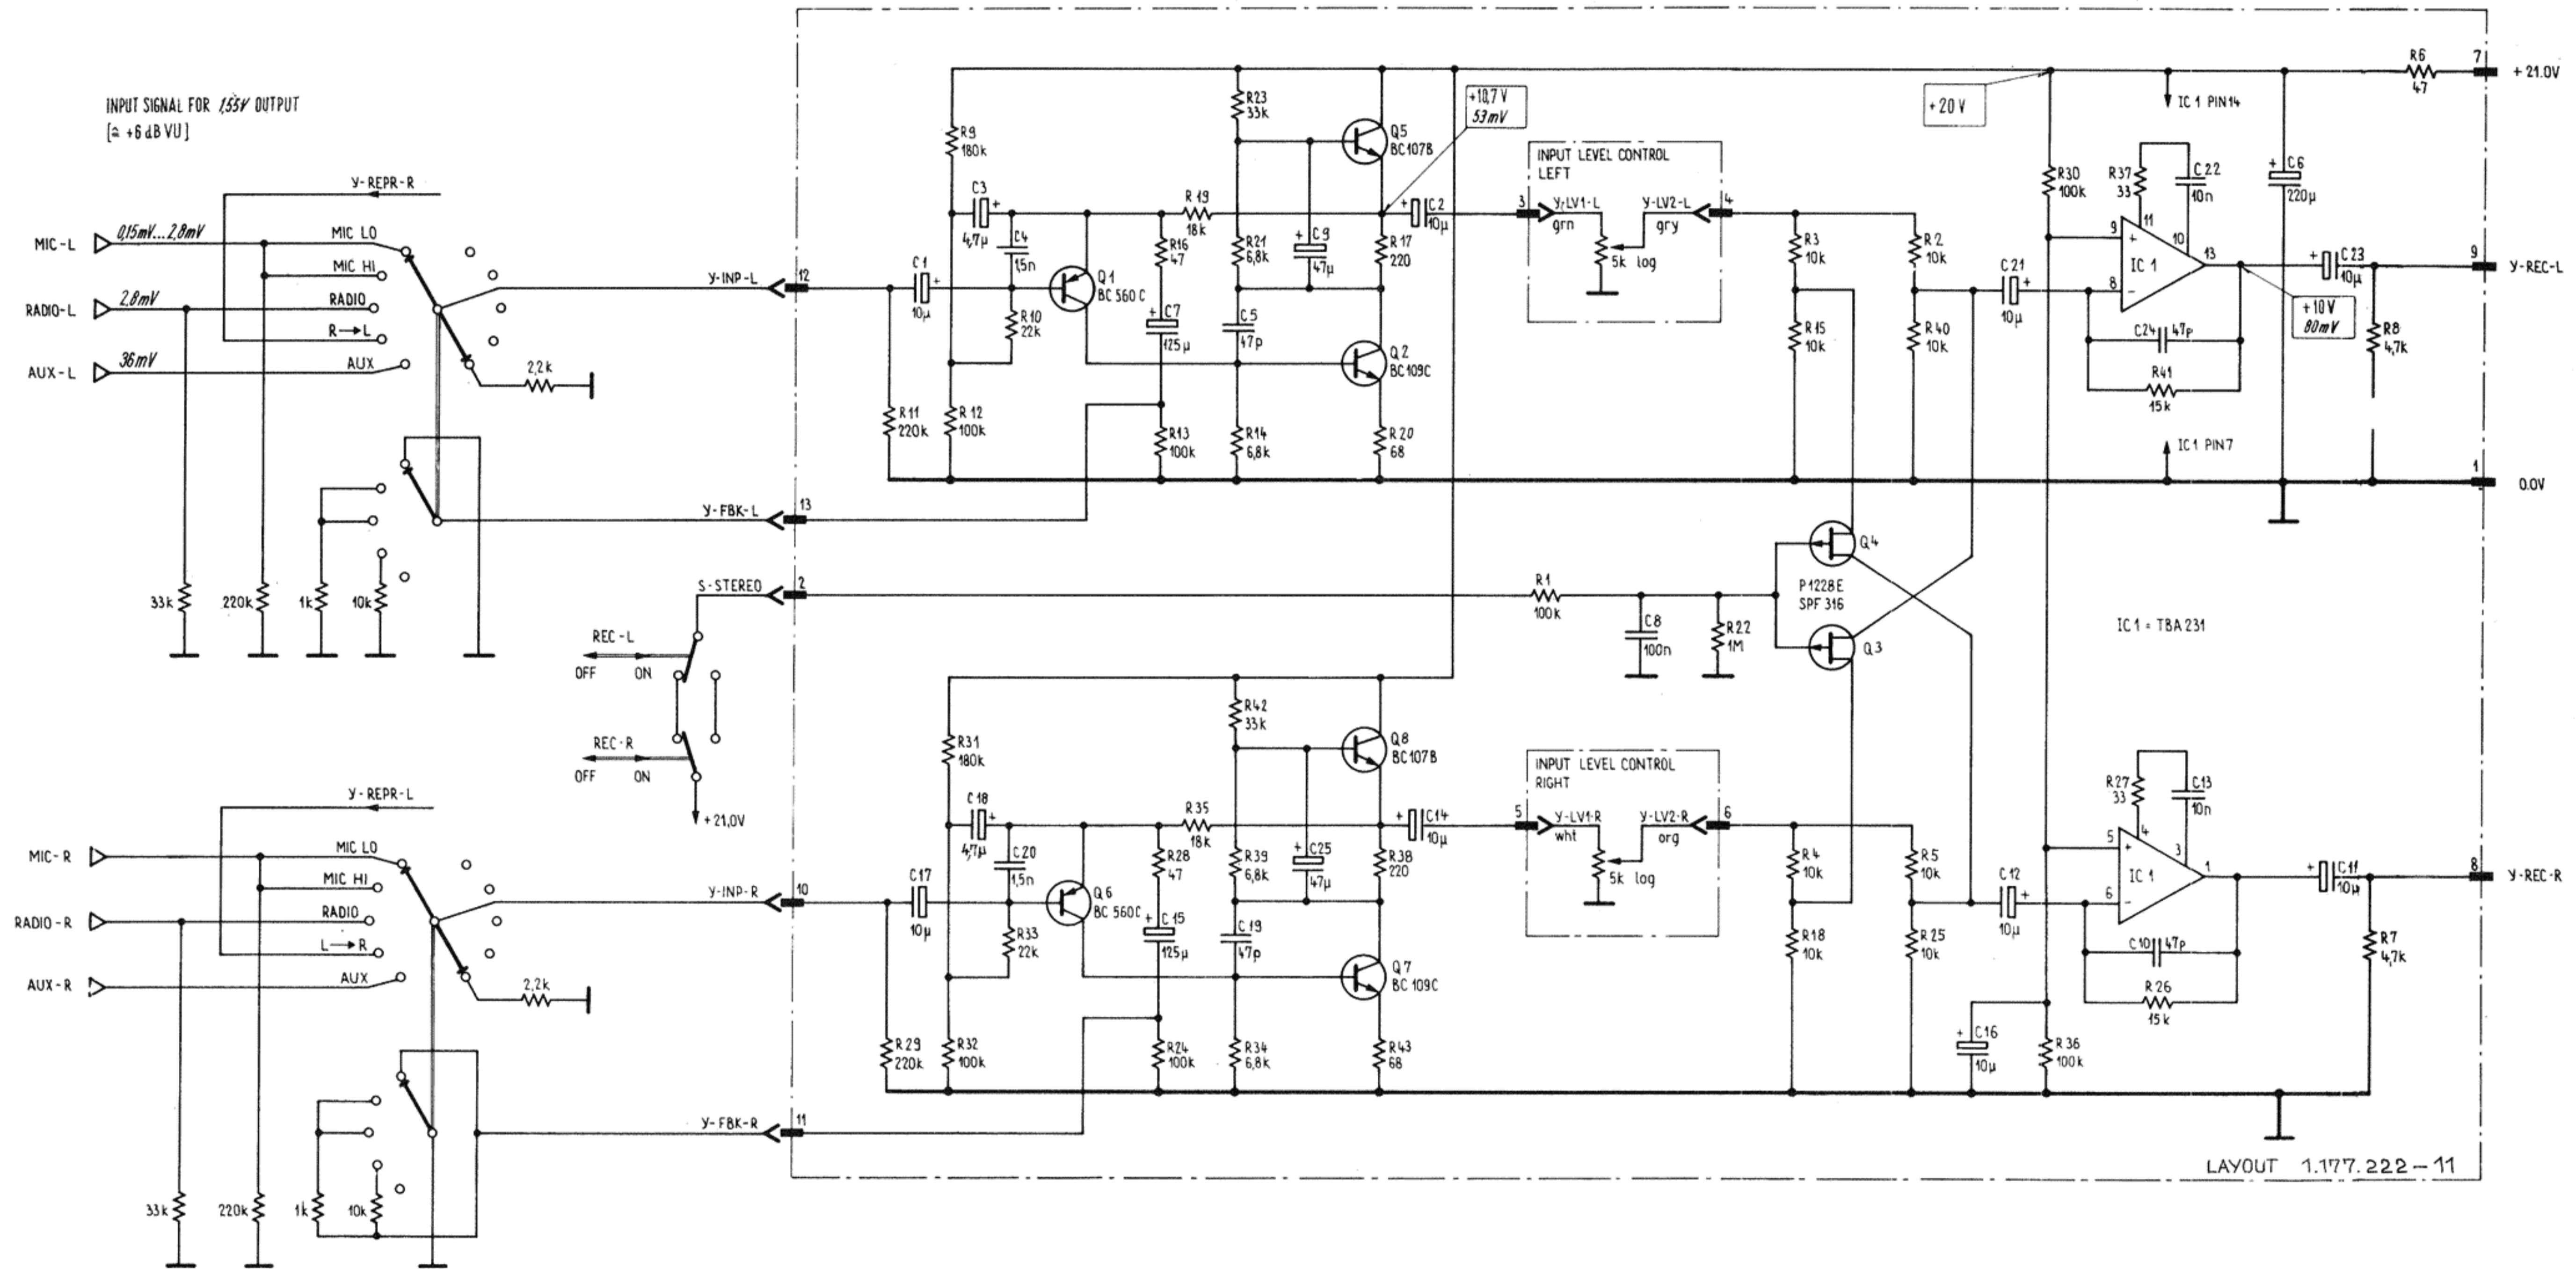 INPUT SIGNAL FOR 1,55V OUTPUT
[≙ +6 dB VU]
Y-REPR-R
MIC-L
0,15mV...2,8mV
MIC LO
MIC HI
RADIO-L
2,8mV
RADIO
R→L
AUX-L
36mV
AUX
2,2k
33k
220k
1k
10k
Y-INP-L
12
Y-FBK-L
13
S-STEREO
2
REC-L
OFF
ON
REC-R
OFF
ON
+21,0V
Y-REPR-L
MIC-R
MIC LO
MIC HI
RADIO-R
RADIO
L→R
AUX-R
AUX
2,2k
33k
220k
1k
10k
Y-INP-R
10
Y-FBK-R
11
R9
180k
C3
+
4,7µ
C4
1,5n
C1
+
10µ
R10
22k
Q1
BC 560 C
R11
220k
R12
100k
R16
47
+
C7
125µ
R13
100k
R19
18k
R23
33k
R21
6,8k
+
C9
47µ
C5
47p
R14
6,8k
Q5
BC107B
R17
220
Q2
BC109C
R20
68
+10,7V
53mV
+
C2
10µ
INPUT LEVEL CONTROL
LEFT
3
Y-LV1-L
grn
Y-LV2-L
gry
4
5k log
R3
10k
R15
10k
R2
10k
R40
10k
C21
+
10µ
+20V
R30
100k
IC1 PIN14
R37
33
C22
10n
9
+
11
10
13
IC1
8
-
C24
47p
R41
15k
IC1 PIN7
+
C6
220µ
R6
47
7
+21.0V
+
C23
10µ
9
Y-REC-L
+10V
80mV
R8
4,7k
1
0.0V
R1
100k
C8
100n
R22
1M
Q4
P1228E
SPF316
Q3
IC1 = TBA231
R31
180k
C18
+
4,7µ
C20
1,5n
C17
10µ
R33
22k
Q6
BC 560C
R29
220k
R32
100k
R28
47
+
C15
125µ
R24
100k
R35
18k
R42
33k
R39
6,8k
+
C25
47µ
C19
47p
R34
6,8k
Q8
BC107B
R38
220
Q7
BC109C
R43
68
+
C14
10µ
INPUT LEVEL CONTROL
RIGHT
5
Y-LV1-R
wht
Y-LV2-R
org
6
5k log
R4
10k
R18
10k
R5
10k
R25
10k
C12
+
10µ
+
C16
10µ
R36
100k
R27
33
C13
10n
5
+
4
3
1
IC1
6
-
C10
47p
R26
15k
+
C11
10µ
8
Y-REC-R
R7
4,7k
LAYOUT 1.177.222-11